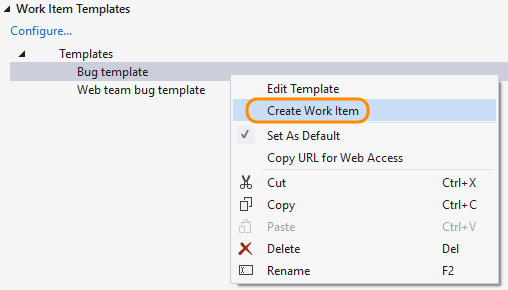 Work Item Templates
Configure...
Templates
Bug template
Web team bug template
Edit Template
Create Work Item
Set As Default
Copy URL for Web Access
Cut Ctrl+X
Copy Ctrl+C
Paste Ctrl+V
Delete Del
Rename F2